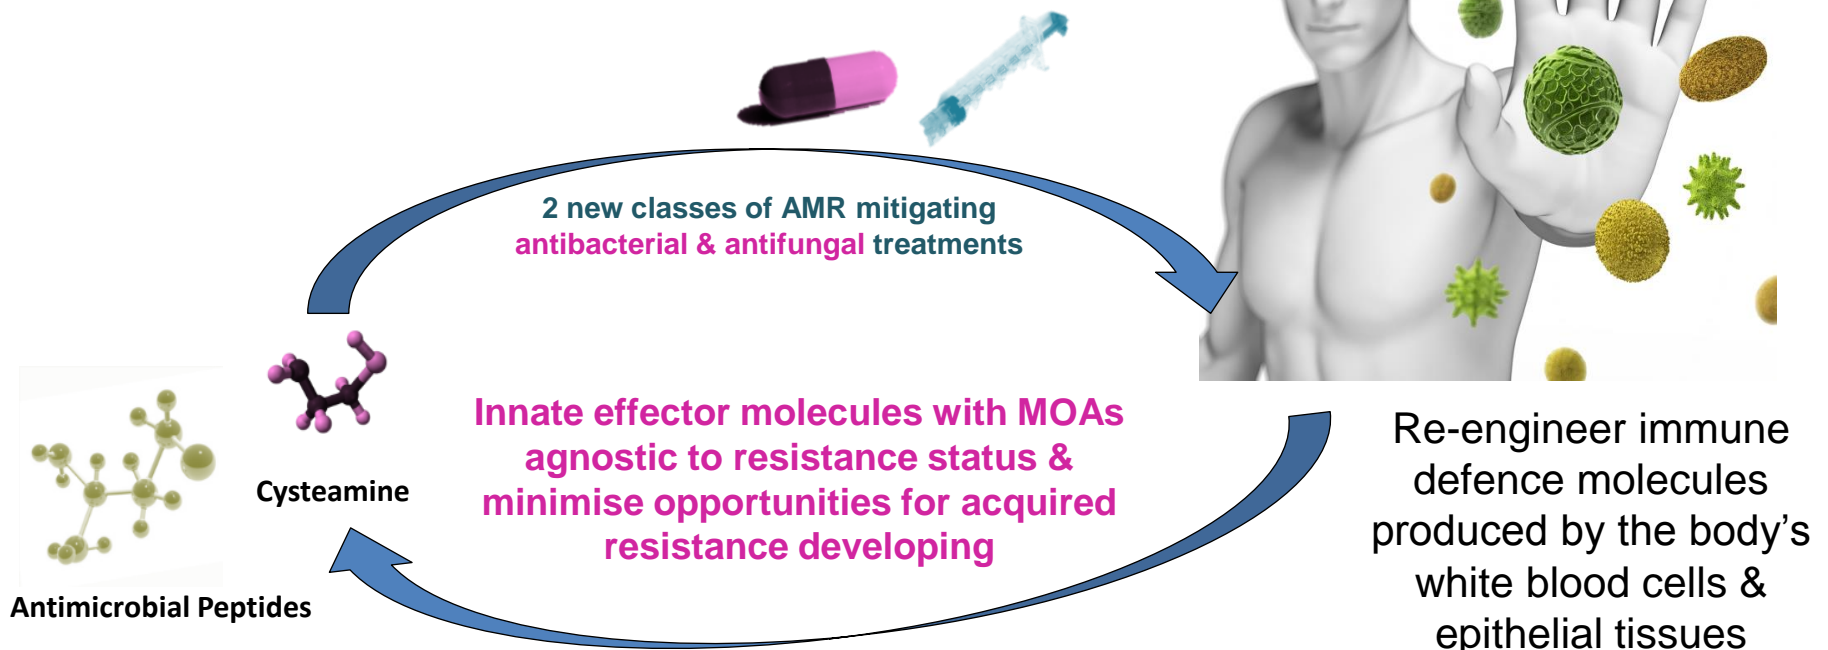 2 new classes of AMR mitigating
antibacterial & antifungal treatments
Innate effector molecules with MOAs
agnostic to resistance status &
minimise opportunities for acquired
resistance developing
Cysteamine
Antimicrobial Peptides
Re-engineer immune
defence molecules
produced by the body’s
white blood cells &
epithelial tissues